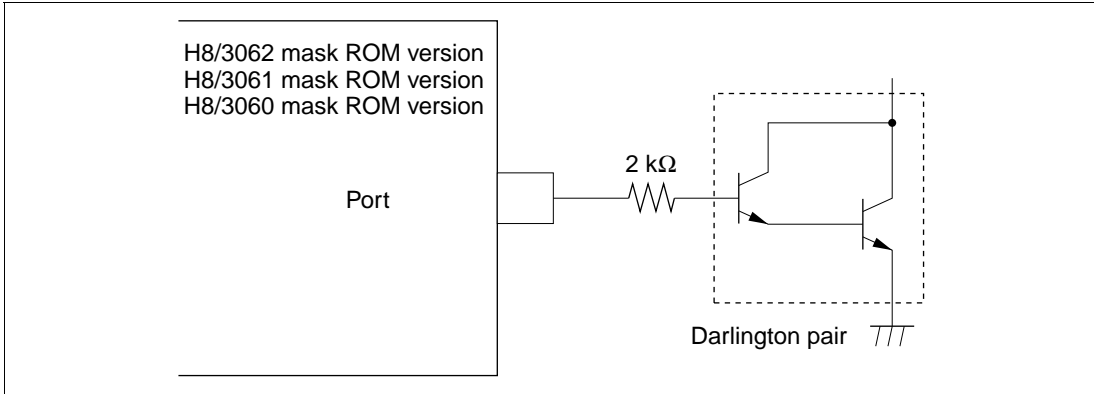 H8/3062 mask ROM version
H8/3061 mask ROM version
H8/3060 mask ROM version
2 kΩ
Port
Darlington pair